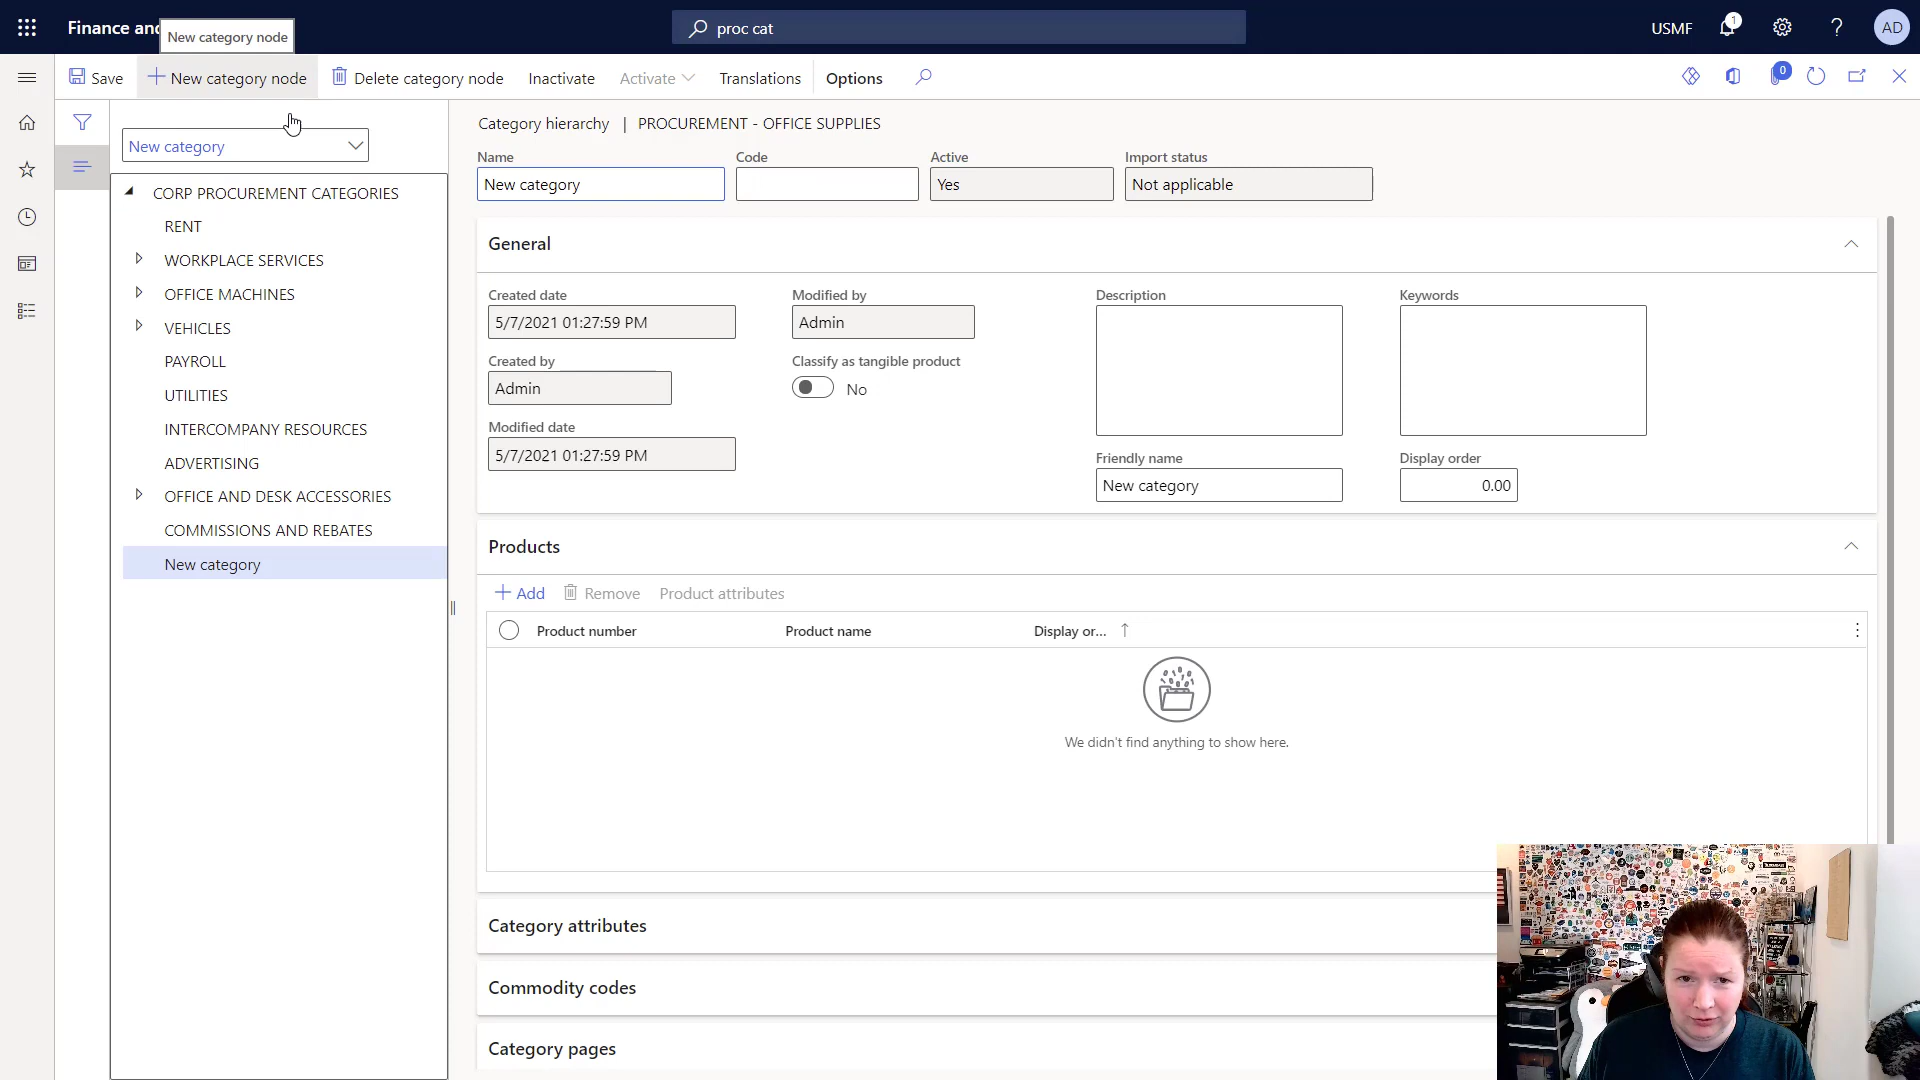 Finance and
New category node
proc cat
USMF
1
?
AD
Save
New category node
Delete category node
Inactivate
Activate
Translations
Options
0
New category
CORP PROCUREMENT CATEGORIES
RENT
WORKPLACE SERVICES
OFFICE MACHINES
VEHICLES
PAYROLL
UTILITIES
INTERCOMPANY RESOURCES
ADVERTISING
OFFICE AND DESK ACCESSORIES
COMMISSIONS AND REBATES
New category
Category hierarchy | PROCUREMENT - OFFICE SUPPLIES
Name
New category
Code
Active
Yes
Import status
Not applicable
General
Created date
5/7/2021 01:27:59 PM
Created by
Admin
Modified date
5/7/2021 01:27:59 PM
Modified by
Admin
Classify as tangible product
No
Description
Friendly name
New category
Keywords
Display order
0.00
Products
Add
Remove
Product attributes
Product number
Product name
Display or...
We didn't find anything to show here.
Category attributes
Commodity codes
Category pages